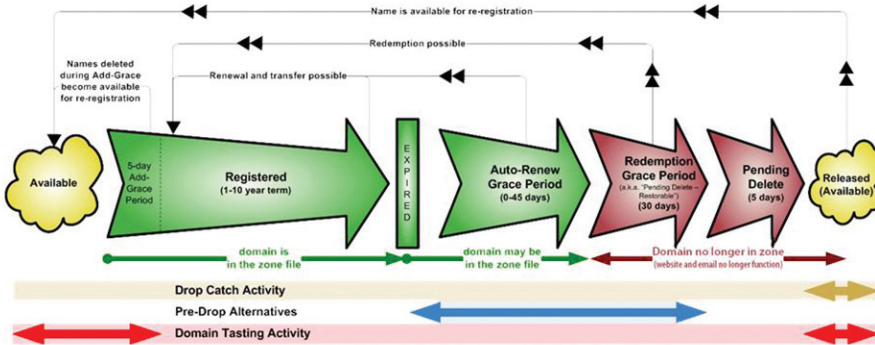 Name is available for re-registration
Redemption possible
Names deleted
during Add-Grace
become available
for re-registration
Renewal and transfer possible
Available
5-day
Add-
Grace
Period
Registered
(1-10 year term)
EXPIRED
Auto-Renew
Grace Period
(0-45 days)
Redemption
Grace Period
(a.k.a. "Pending Delete –
Restorable")
(30 days)
Pending
Delete
(5 days)
Released
(Available)
domain is
in the zone file
domain may be
in the zone file
Domain no longer in zone
(website and email no longer function)
Drop Catch Activity
Pre-Drop Alternatives
Domain Tasting Activity